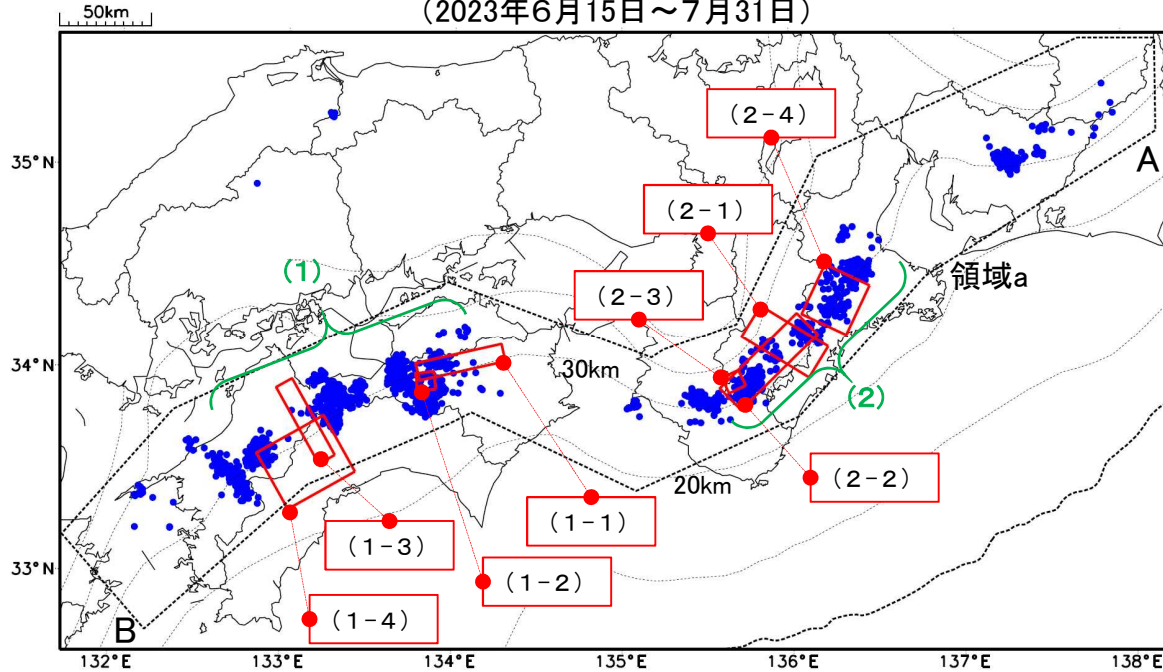 （2023年６月15日～７月31日）
50km
（２-４）
35°N
A
（２-１）
領域a
（１）
（２-３）
34°N
30km
（２）
20km
（２-２）
（１-１）
（１-３）
33°N
（１-２）
B
（１-４）
132°E
133°E
134°E
135°E
136°E
137°E
138°E